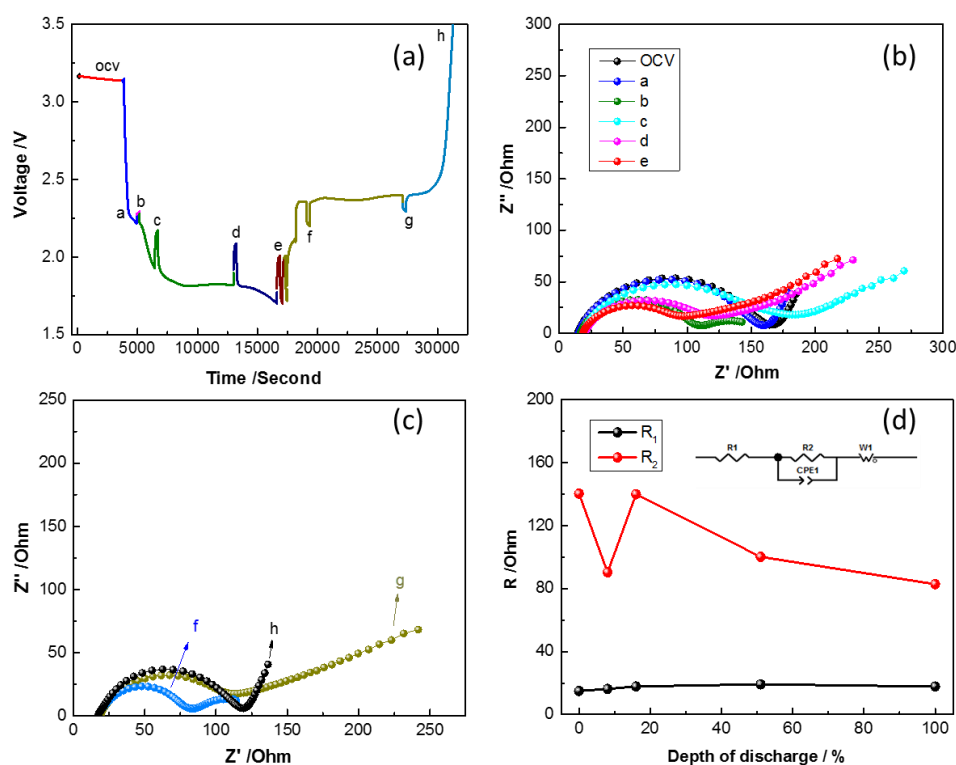 (a)
3.5
3.0
2.5
2.0
1.5
Voltage /V
ocv
a
b
c
d
e
f
g
h
0
5000
10000
15000
20000
25000
30000
Time /Second
(b)
300
250
200
150
100
50
0
Z'' /Ohm
OCV
a
b
c
d
e
0
50
100
150
200
250
300
Z' /Ohm
(c)
250
200
150
100
50
0
Z'' /Ohm
f
h
g
0
50
100
150
200
250
Z' /Ohm
(d)
200
160
120
80
40
0
R /Ohm
R1
R2
R1
R2
W1
CPE1
0
20
40
60
80
100
Depth of discharge / %